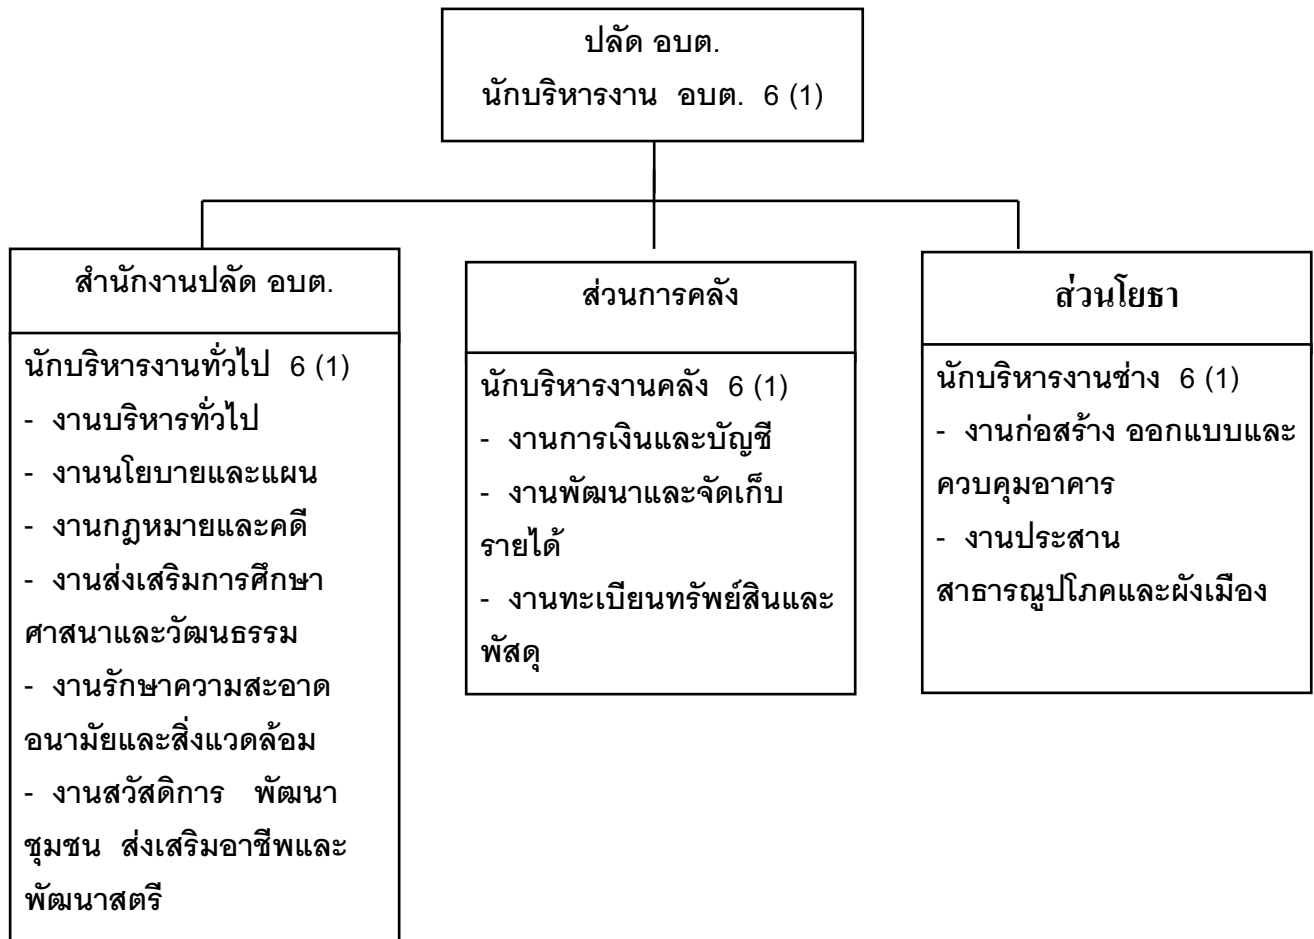 ปลัด อบต.
นักบริหารงาน อบต. 6 (1)
สำนักงานปลัด อบต.
นักบริหารงานทั่วไป 6 (1)
- งานบริหารทั่วไป
- งานนโยบายและแผน
- งานกฎหมายและคดี
- งานส่งเสริมการศึกษา
ศาสนาและวัฒนธรรม
- งานรักษาความสะอาด
อนามัยและสิ่งแวดล้อม
- งานสวัสดิการ พัฒนา
ชุมชน ส่งเสริมอาชีพและ
พัฒนาสตรี
ส่วนการคลัง
นักบริหารงานคลัง 6 (1)
- งานการเงินและบัญชี
- งานพัฒนาและจัดเก็บ
รายได้
- งานทะเบียนทรัพย์สินและ
พัสดุ
ส่วนโยธา
นักบริหารงานช่าง 6 (1)
- งานก่อสร้าง ออกแบบและ
ควบคุมอาคาร
- งานประสาน
สาธารณูปโภคและผังเมือง